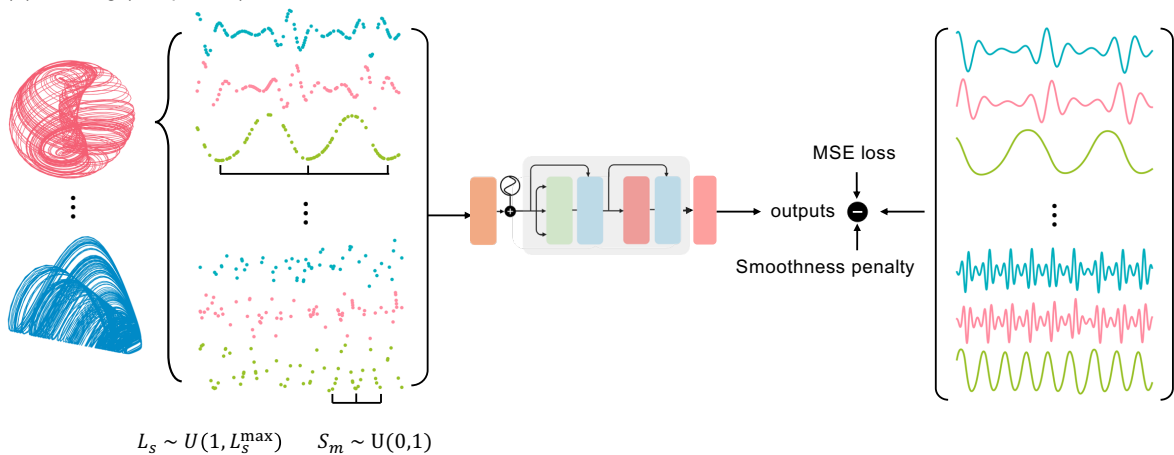 MSE loss
outputs
Smoothness penalty
L_s ~ U(1, L_s^max) S_m ~ U(0,1)